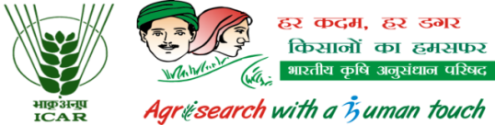 भाकृअनुप
ICAR
हर कदम, हर डगर
किसानों का हमसफर
भारतीय कृषि अनुसंधान परिषद
Agrisearch with a human touch